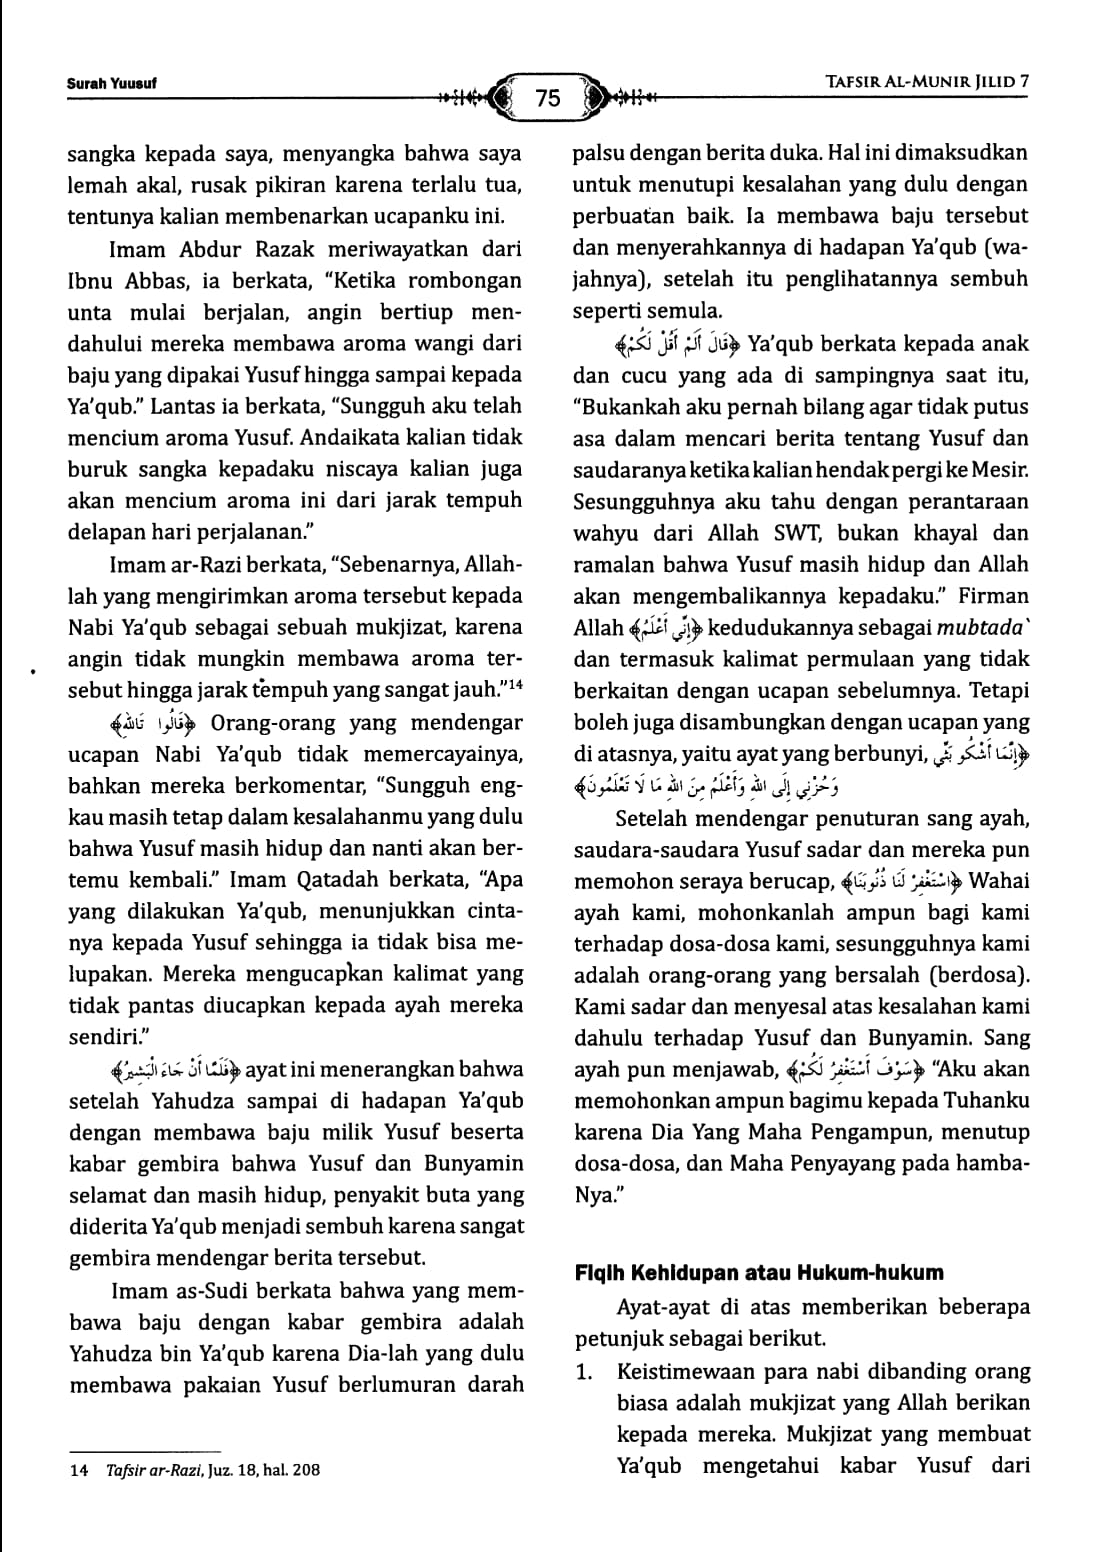 Surah Yuusuf
75
TAFSIR AL-MUNIR JILID 7
sangka kepada saya, menyangka bahwa saya
lemah akal, rusak pikiran karena terlalu tua,
tentunya kalian membenarkan ucapanku ini.
Imam Abdur Razak meriwayatkan dari
Ibnu Abbas, ia berkata, “Ketika rombongan
unta mulai berjalan, angin bertiup men-
dahului mereka membawa aroma wangi dari
baju yang dipakai Yusuf hingga sampai kepada
Ya’qub.” Lantas ia berkata, “Sungguh aku telah
mencium aroma Yusuf. Andaikata kalian tidak
buruk sangka kepadaku niscaya kalian juga
akan mencium aroma ini dari jarak tempuh
delapan hari perjalanan.”
Imam ar-Razi berkata, “Sebenarnya, Allah-
lah yang mengirimkan aroma tersebut kepada
Nabi Ya’qub sebagai sebuah mukjizat, karena
angin tidak mungkin membawa aroma ter-
sebut hingga jarak tempuh yang sangat jauh.”14
﴿قَالُوا تَاللهِ﴾ Orang-orang yang mendengar
ucapan Nabi Ya’qub tidak memercayainya,
bahkan mereka berkomentar, “Sungguh eng-
kau masih tetap dalam kesalahanmu yang dulu
bahwa Yusuf masih hidup dan nanti akan ber-
temu kembali.” Imam Qatadah berkata, “Apa
yang dilakukan Ya’qub, menunjukkan cinta-
nya kepada Yusuf sehingga ia tidak bisa me-
lupakan. Mereka mengucapkan kalimat yang
tidak pantas diucapkan kepada ayah mereka
sendiri.”
﴿فَلَمَّا أَنْ جَاءَ الْبَشِيرُ﴾ ayat ini menerangkan bahwa
setelah Yahudza sampai di hadapan Ya’qub
dengan membawa baju milik Yusuf beserta
kabar gembira bahwa Yusuf dan Bunyamin
selamat dan masih hidup, penyakit buta yang
diderita Ya’qub menjadi sembuh karena sangat
gembira mendengar berita tersebut.
Imam as-Sudi berkata bahwa yang mem-
bawa baju dengan kabar gembira adalah
Yahudza bin Ya’qub karena Dia-lah yang dulu
membawa pakaian Yusuf berlumuran darah
14 Tafsir ar-Razi, Juz. 18, hal. 208
palsu dengan berita duka. Hal ini dimaksudkan
untuk menutupi kesalahan yang dulu dengan
perbuatan baik. Ia membawa baju tersebut
dan menyerahkannya di hadapan Ya’qub (wa-
jahnya), setelah itu penglihatannya sembuh
seperti semula.
﴿قَالَ أَلَمْ أَقُلْ لَكُمْ﴾ Ya’qub berkata kepada anak
dan cucu yang ada di sampingnya saat itu,
“Bukankah aku pernah bilang agar tidak putus
asa dalam mencari berita tentang Yusuf dan
saudaranya ketika kalian hendak pergi ke Mesir.
Sesungguhnya aku tahu dengan perantaraan
wahyu dari Allah SWT, bukan khayal dan
ramalan bahwa Yusuf masih hidup dan Allah
akan mengembalikannya kepadaku.” Firman
Allah ﴿إِنِّي أَعْلَمُ﴾ kedudukannya sebagai mubtada`
dan termasuk kalimat permulaan yang tidak
berkaitan dengan ucapan sebelumnya. Tetapi
boleh juga disambungkan dengan ucapan yang
di atasnya, yaitu ayat yang berbunyi, ﴿إِنَّمَا أَشْكُو بَثِّي
وَحُزْنِي إِلَى اللهِ وَأَعْلَمُ مِنَ اللهِ مَا لَا تَعْلَمُونَ﴾
Setelah mendengar penuturan sang ayah,
saudara-saudara Yusuf sadar dan mereka pun
memohon seraya berucap, ﴿اسْتَغْفِرْ لَنَا ذُنُوبَنَا﴾ Wahai
ayah kami, mohonkanlah ampun bagi kami
terhadap dosa-dosa kami, sesungguhnya kami
adalah orang-orang yang bersalah (berdosa).
Kami sadar dan menyesal atas kesalahan kami
dahulu terhadap Yusuf dan Bunyamin. Sang
ayah pun menjawab, ﴿سَوْفَ أَسْتَغْفِرُ لَكُمْ﴾ “Aku akan
memohonkan ampun bagimu kepada Tuhanku
karena Dia Yang Maha Pengampun, menutup
dosa-dosa, dan Maha Penyayang pada hamba-
Nya.”
Fiqih Kehidupan atau Hukum-hukum
Ayat-ayat di atas memberikan beberapa
petunjuk sebagai berikut.
1. Keistimewaan para nabi dibanding orang
biasa adalah mukjizat yang Allah berikan
kepada mereka. Mukjizat yang membuat
Ya’qub mengetahui kabar Yusuf dari